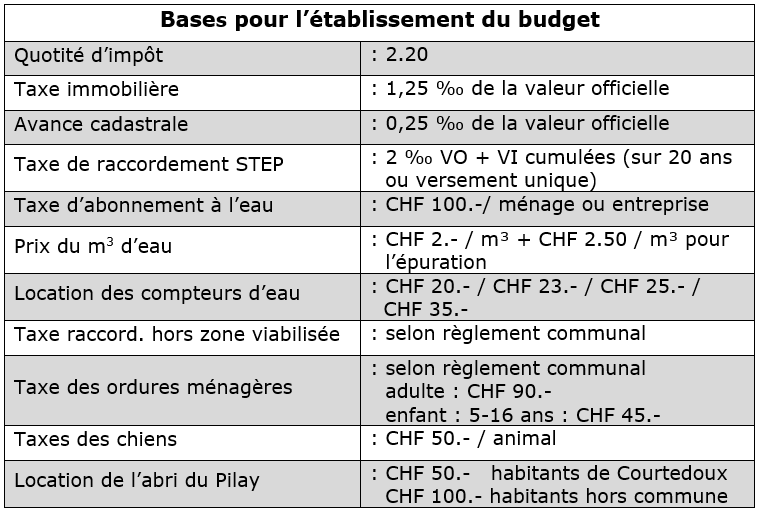 Bases pour l’établissement du budget
Quotité d’impôt : 2.20
Taxe immobilière : 1,25 ‰ de la valeur officielle
Avance cadastrale : 0,25 ‰ de la valeur officielle
Taxe de raccordement STEP : 2 ‰ VO + VI cumulées (sur 20 ans
ou versement unique)
Taxe d’abonnement à l’eau : CHF 100.-/ ménage ou entreprise
Prix du m³ d’eau : CHF 2.- / m³ + CHF 2.50 / m³ pour
l’épuration
Location des compteurs d’eau : CHF 20.- / CHF 23.- / CHF 25.- /
CHF 35.-
Taxe raccord. hors zone viabilisée : selon règlement communal
Taxe des ordures ménagères : selon règlement communal
adulte : CHF 90.-
enfant : 5-16 ans : CHF 45.-
Taxes des chiens : CHF 50.- / animal
Location de l’abri du Pilay : CHF 50.- habitants de Courtedoux
CHF 100.- habitants hors commune